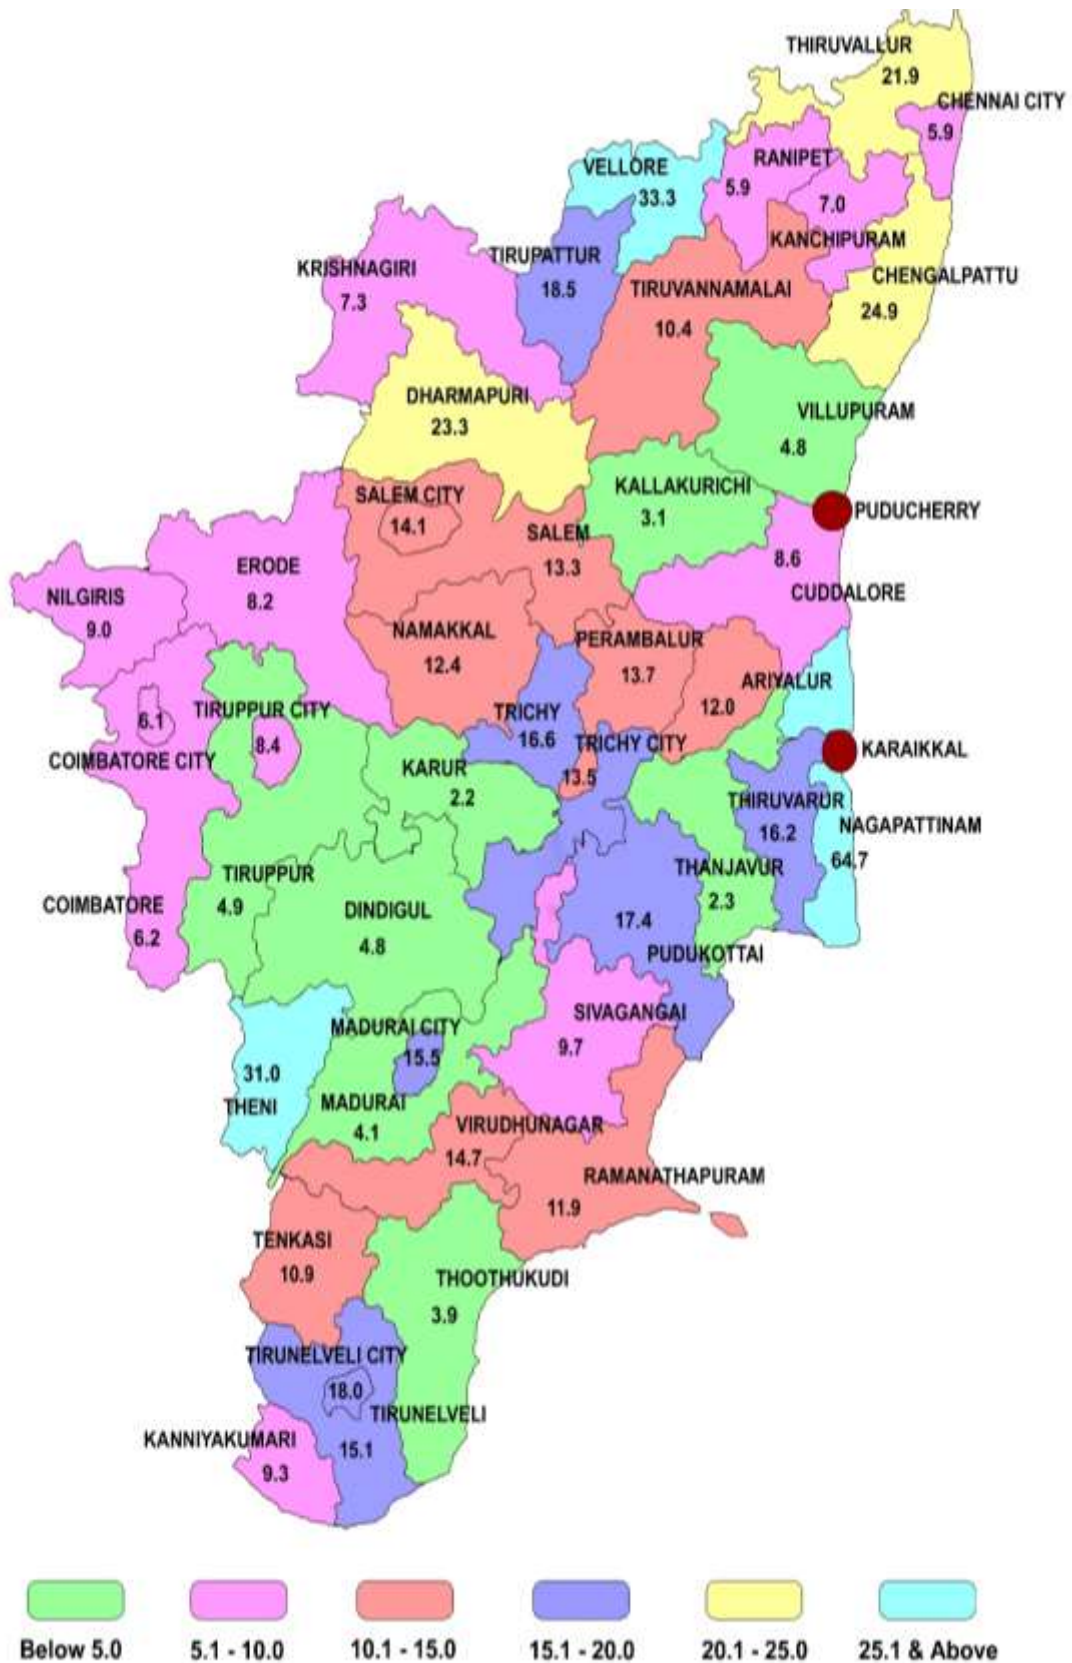 THIRUVALLUR
21.9
CHENNAI CITY
5.9
RANIPET
5.9
VELLORE
33.3
7.0
KANCHIPURAM
TIRUPATTUR
18.5
KRISHNAGIRI
7.3
CHENGALPATTU
24.9
TIRUVANNAMALAI
10.4
DHARMAPURI
23.3
VILLUPURAM
4.8
KALLAKURICHI
3.1
SALEM CITY
14.1
PUDUCHERRY
SALEM
13.3
8.6
CUDDALORE
ERODE
8.2
NILGIRIS
9.0
NAMAKKAL
12.4
PERAMBALUR
13.7
ARIYALUR
12.0
TIRUPPUR CITY
8.4
6.1
COIMBATORE CITY
TRICHY
16.6
TRICHY CITY
13.5
KARAIKKAL
KARUR
2.2
THIRUVARUR
16.2
NAGAPATTINAM
64.7
TIRUPPUR
4.9
THANJAVUR
2.3
COIMBATORE
6.2
DINDIGUL
4.8
17.4
PUDUKOTTAI
SIVAGANGAI
9.7
MADURAI CITY
15.5
31.0
THENI
MADURAI
4.1
VIRUDHUNAGAR
14.7
RAMANATHAPURAM
11.9
TENKASI
10.9
THOOTHUKUDI
3.9
TIRUNELVELI CITY
18.0
TIRUNELVELI
15.1
KANNIYAKUMARI
9.3
Below 5.0
5.1 - 10.0
10.1 - 15.0
15.1 - 20.0
20.1 - 25.0
25.1 & Above